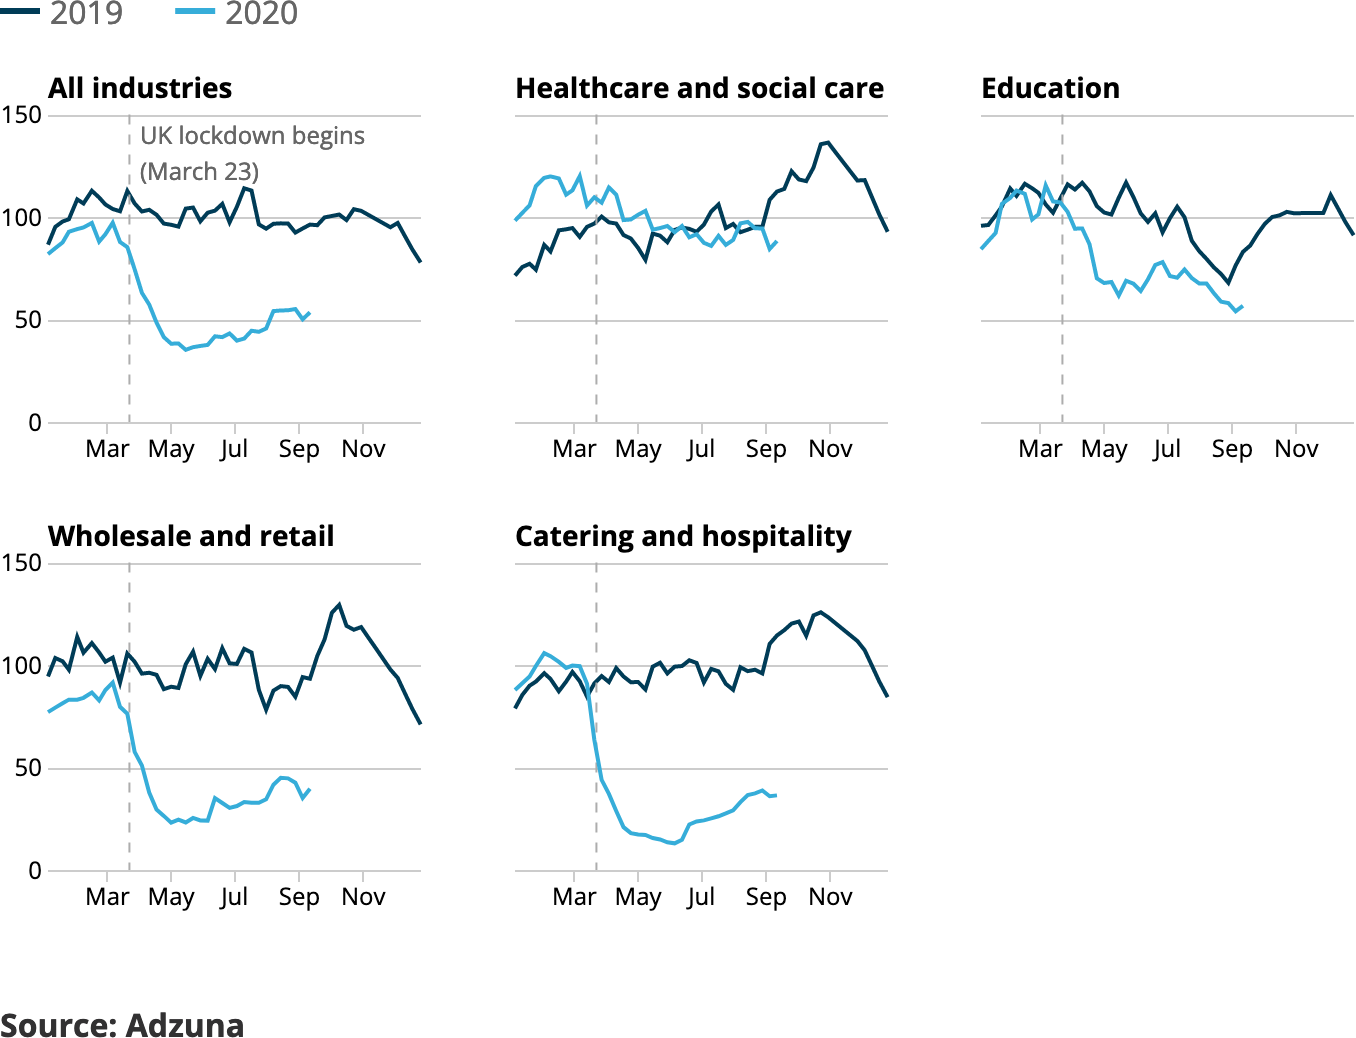 2019 2020
All industries
Healthcare and social care
Education
150
UK lockdown begins
(March 23)
100
50
0
Mar May Jul Sep Nov
Mar May Jul Sep Nov
Mar May Jul Sep Nov
Wholesale and retail
Catering and hospitality
150
100
50
0
Mar May Jul Sep Nov
Mar May Jul Sep Nov
Source: Adzuna